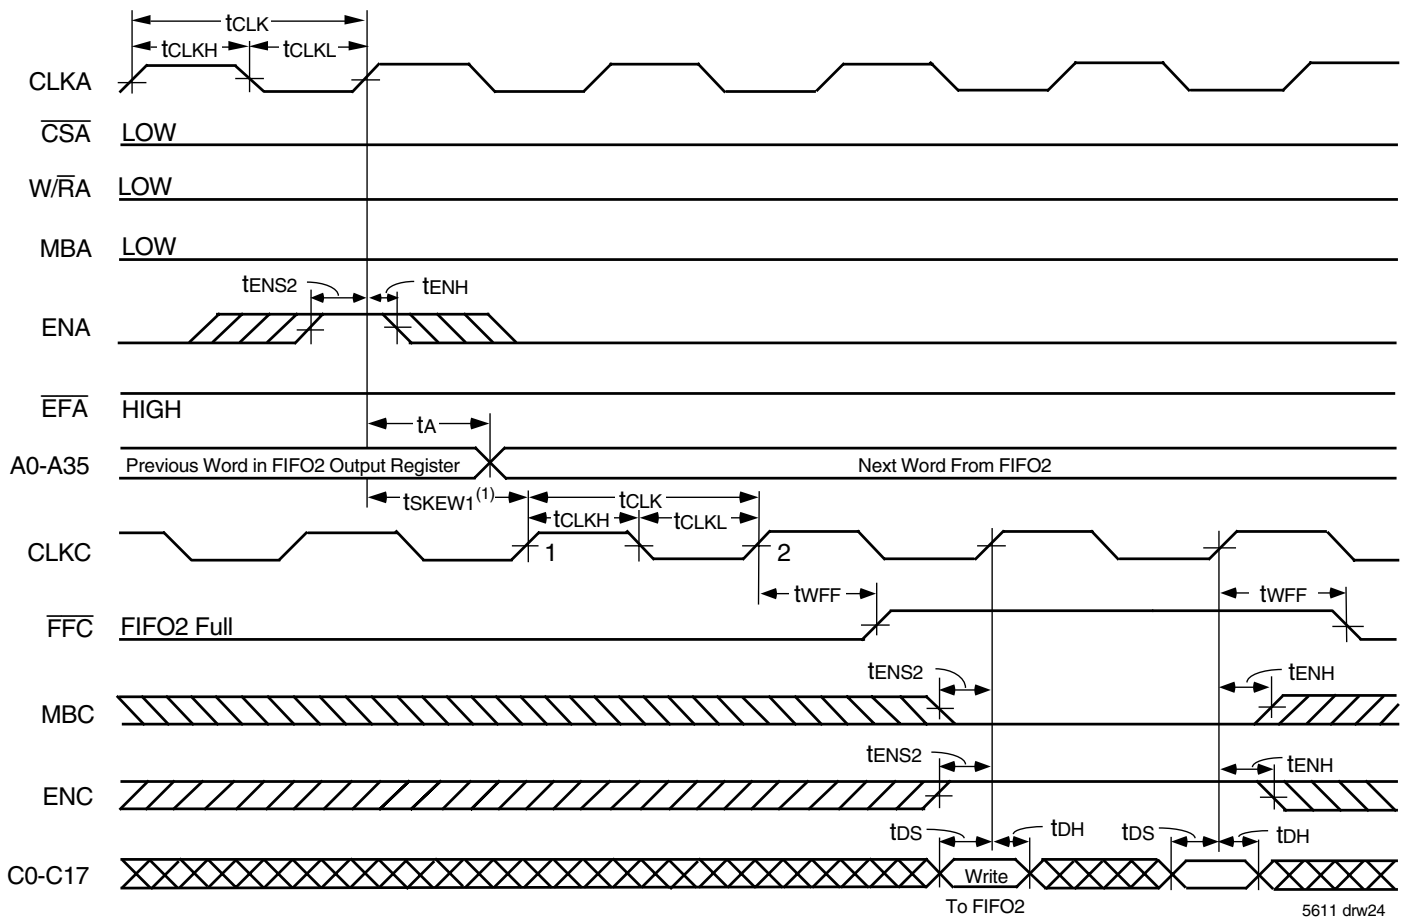 tCLK
tCLKH tCLKL
CLKA
CSA LOW
W/RA LOW
MBA LOW
tENS2 tENH
ENA
EFA HIGH
tA
A0-A35 Previous Word in FIFO2 Output Register Next Word From FIFO2
tSKEW1(1) tCLK
tCLKH tCLKL
CLKC 1 2
tWFF tWFF
FFC FIFO2 Full
tENS2 tENH
MBC
tENS2 tENH
ENC
tDS tDH tDS tDH
C0-C17 Write
To FIFO2
5611 drw24